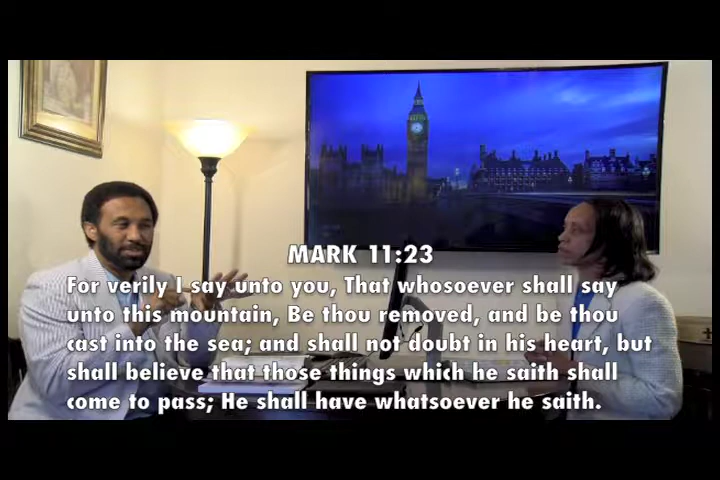 MARK 11:23
For verily I say unto you, That whosoever shall say
unto this mountain, Be thou removed, and be thou
cast into the sea; and shall not doubt in his heart, but
shall believe that those things which he saith shall
come to pass; He shall have whatsoever he saith.